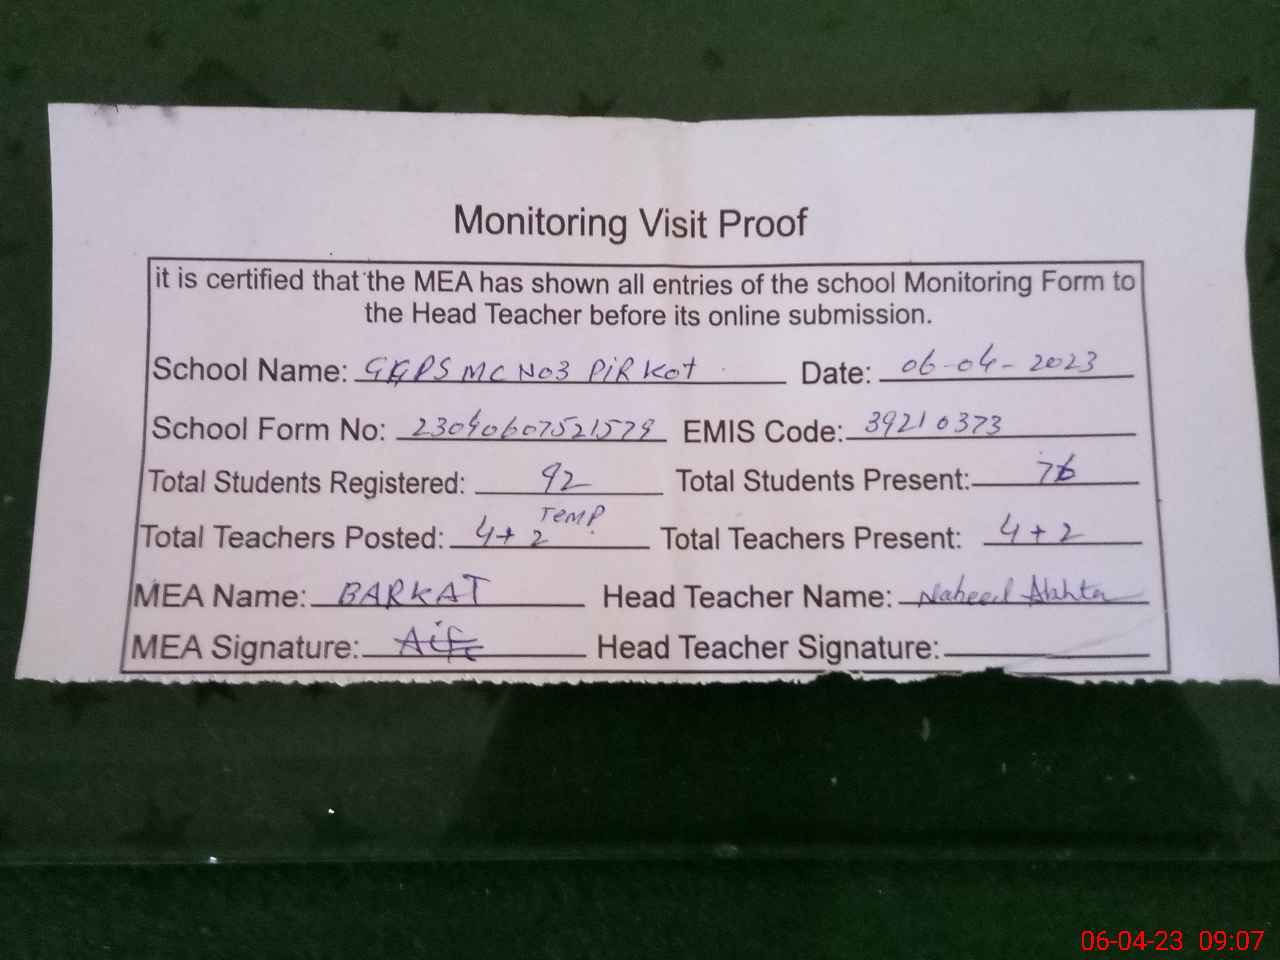 Monitoring Visit Proof
it is certified that the MEA has shown all entries of the school Monitoring Form to
the Head Teacher before its online submission.
School Name: GGPS MC NO3 PiR Kot Date: 06-04-2023
School Form No: 23040607521579 EMIS Code: 39210373
Total Students Registered: 92 Total Students Present: 76
Total Teachers Posted: 4+2 Temp Total Teachers Present: 4+2
MEA Name: BARKAT Head Teacher Name: Naheed Akhter
MEA Signature: Head Teacher Signature:
06-04-23 09:07